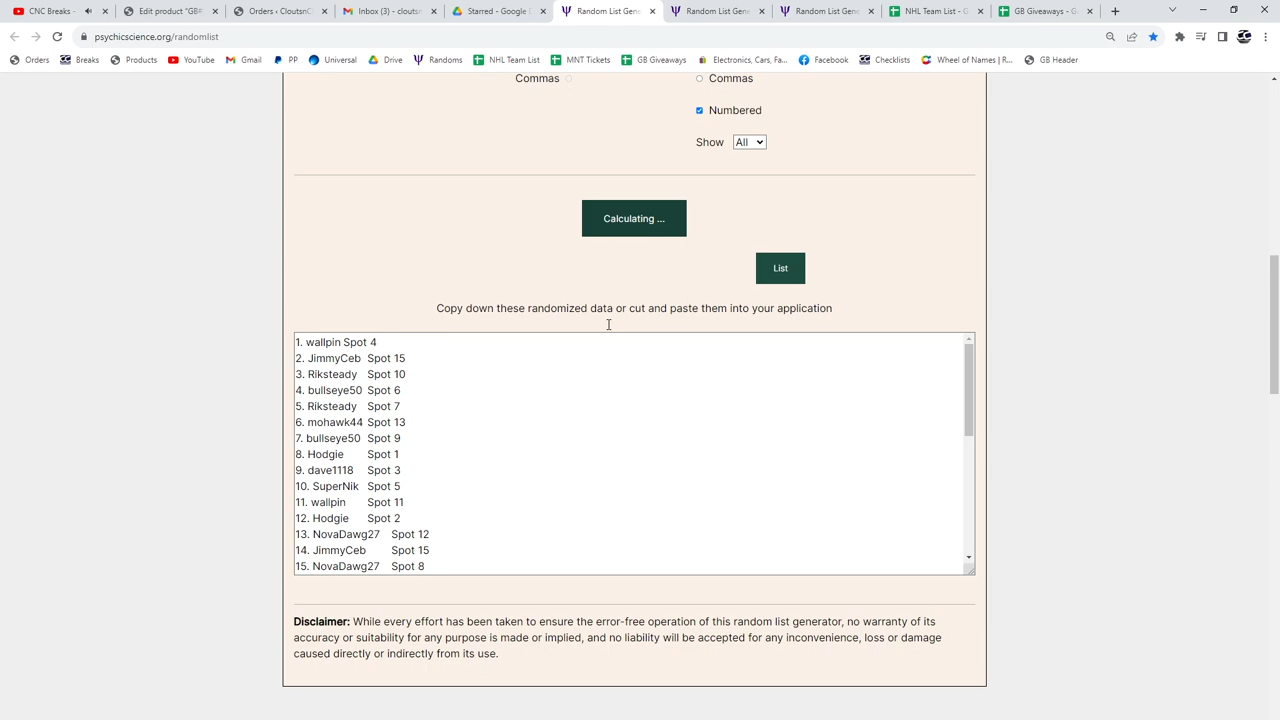 CNC Breaks -
Edit product "GB#
Orders ‹ CloutsnC
Inbox (3) - cloutsn
Starred - Google
Random List Gene
Random List Gene
Random List Gene
NHL Team List - G
GB Giveaways - G
psychicscience.org/randomlist
Orders
Breaks
Products
YouTube
Gmail
PP
Universal
Drive
Randoms
NHL Team List
MNT Tickets
GB Giveaways
Electronics, Cars, Fa...
Facebook
Checklists
Wheel of Names | R...
GB Header
Commas
Commas
Numbered
Show All
Calculating ...
List
Copy down these randomized data or cut and paste them into your application
1. wallpin Spot 4
2. JimmyCeb Spot 15
3. Riksteady Spot 10
4. bullseye50 Spot 6
5. Riksteady Spot 7
6. mohawk44 Spot 13
7. bullseye50 Spot 9
8. Hodgie Spot 1
9. dave1118 Spot 3
10. SuperNik Spot 5
11. wallpin Spot 11
12. Hodgie Spot 2
13. NovaDawg27 Spot 12
14. JimmyCeb Spot 15
15. NovaDawg27 Spot 8
Disclaimer: While every effort has been taken to ensure the error-free operation of this random list generator, no warranty of its
accuracy or suitability for any purpose is made or implied, and no liability will be accepted for any inconvenience, loss or damage
caused directly or indirectly from its use.